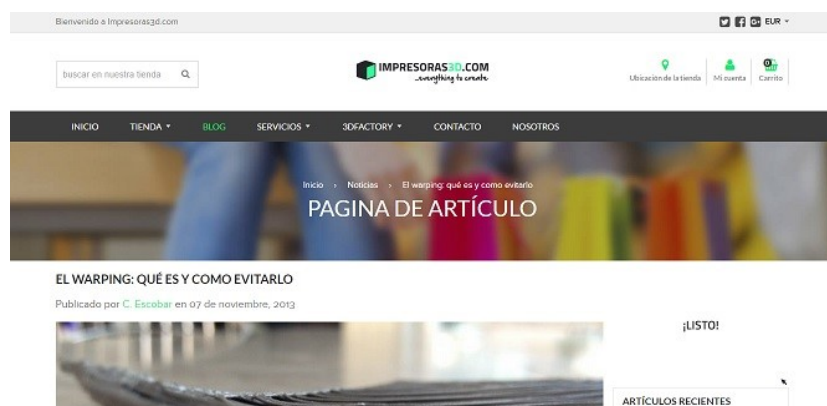 Bienvenido a Impresoras3d.com
EUR
buscar en nuestra tienda
IMPRESORAS3D.COM
...everything to create
Ubicación de la tienda
Mi cuenta
0
Carrito
INICIO TIENDA BLOG SERVICIOS 3DFACTORY CONTACTO NOSOTROS
Inicio › Noticias › El warping: qué es y como evitarlo
PAGINA DE ARTÍCULO
EL WARPING: QUÉ ES Y COMO EVITARLO
Publicado por C. Escobar en 07 de noviembre, 2013
¡LISTO!
ARTÍCULOS RECIENTES